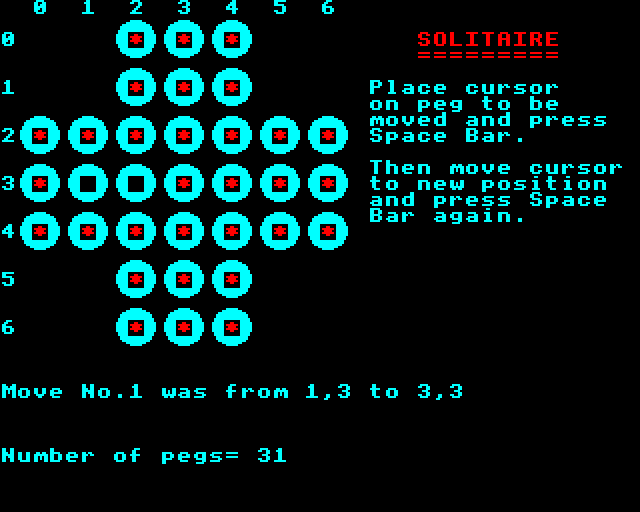 0 1 2 3 4 5 6
0
SOLITAIRE
=========
1
Place cursor
on peg to be
moved and press
Space Bar.
2
3
Then move cursor
to new position
and press Space
Bar again.
4
5
6
Move No.1 was from 1,3 to 3,3
Number of pegs= 31